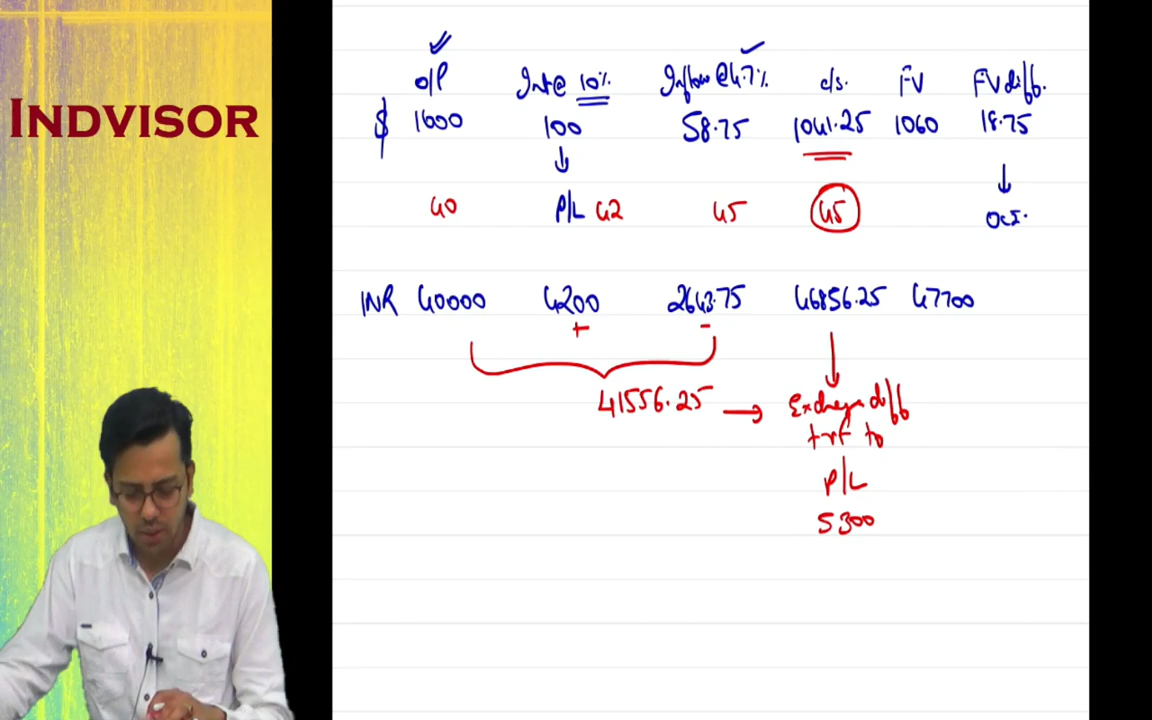 INDVISOR
O/P Int@ 10% Inflow@4.7% c/s. FV FV diff.
$ 1000 100 58.75 1041.25 1060 18.75
40 P/L 42 45 45 OCI.
INR 40000 4200 2643.75 46856.25 47700
+ -
41556.25 → Exchange diff
trf to
P/L
5300